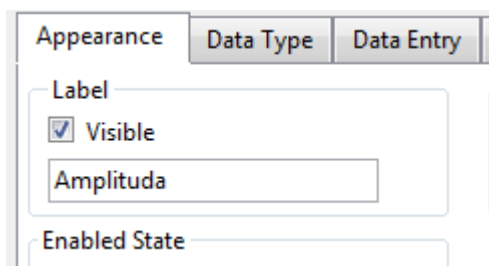 Appearance Data Type Data Entry
Label
Visible
Amplituda
Enabled State